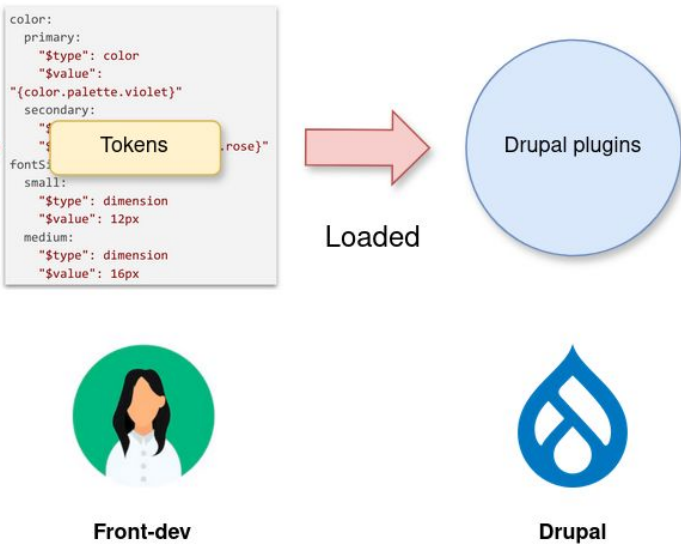 color:
primary:
"$type": color
"$value":
"{color.palette.violet}"
secondary:
"$
Tokens
"$ .rose}"
fontSi
small:
"$type": dimension
"$value": 12px
medium:
"$type": dimension
"$value": 16px
Loaded
Drupal plugins
Front-dev
Drupal